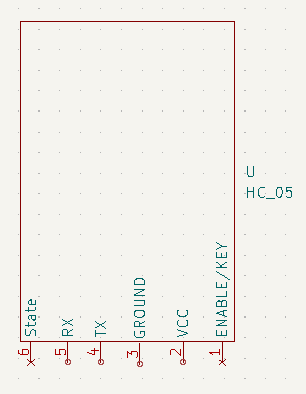 U
HC_05
State
RX
TX
GROUND
VCC
ENABLE/KEY
6
5
4
3
2
1